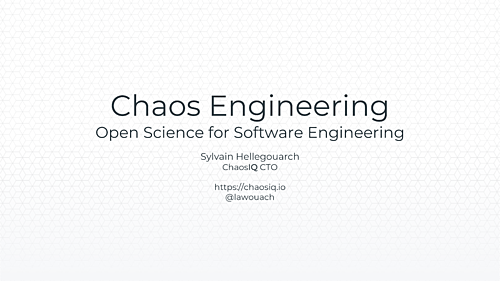 Chaos Engineering
Open Science for Software Engineering
Sylvain Hellegouarch
ChaosIQ CTO
https://chaosiq.io
@lawouach